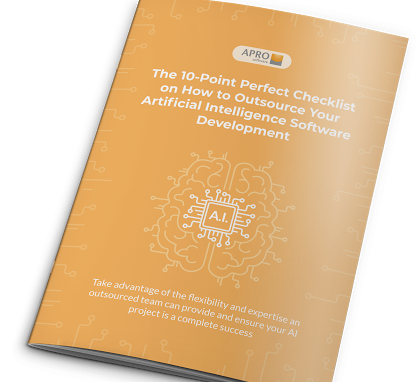 APRO
software
The 10-Point Perfect Checklist
on How to Outsource Your
Artificial Intelligence Software
Development
A.I.
Take advantage of the flexibility and expertise an
outsourced team can provide and ensure your AI
project is a complete success